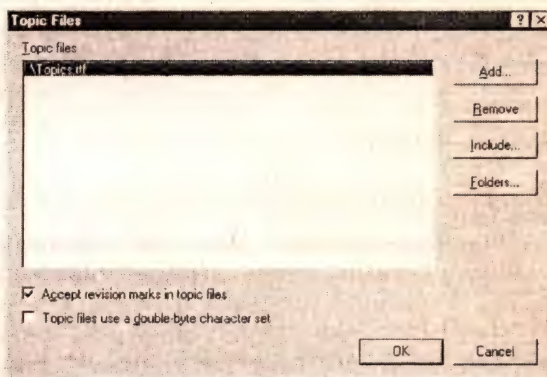 Topic Files
Topic files
.\Topics.rtf
Add...
Remove
Include...
Folders...
Accept revision marks in topic files
Topic files use a double-byte character set
OK
Cancel